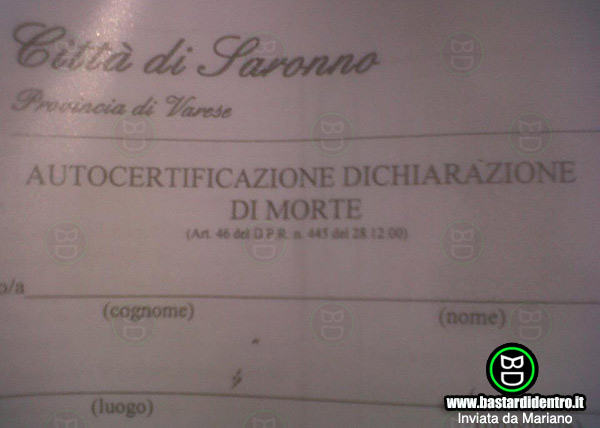 Città di Saronno
Provincia di Varese
AUTOCERTIFICAZIONE DICHIARAZIONE
DI MORTE
(Art. 46 del D.P.R. n. 445 del 28.12.00)
o/a
(cognome) (nome)
(luogo)
www.bastardidentro.it
Inviata da Mariano